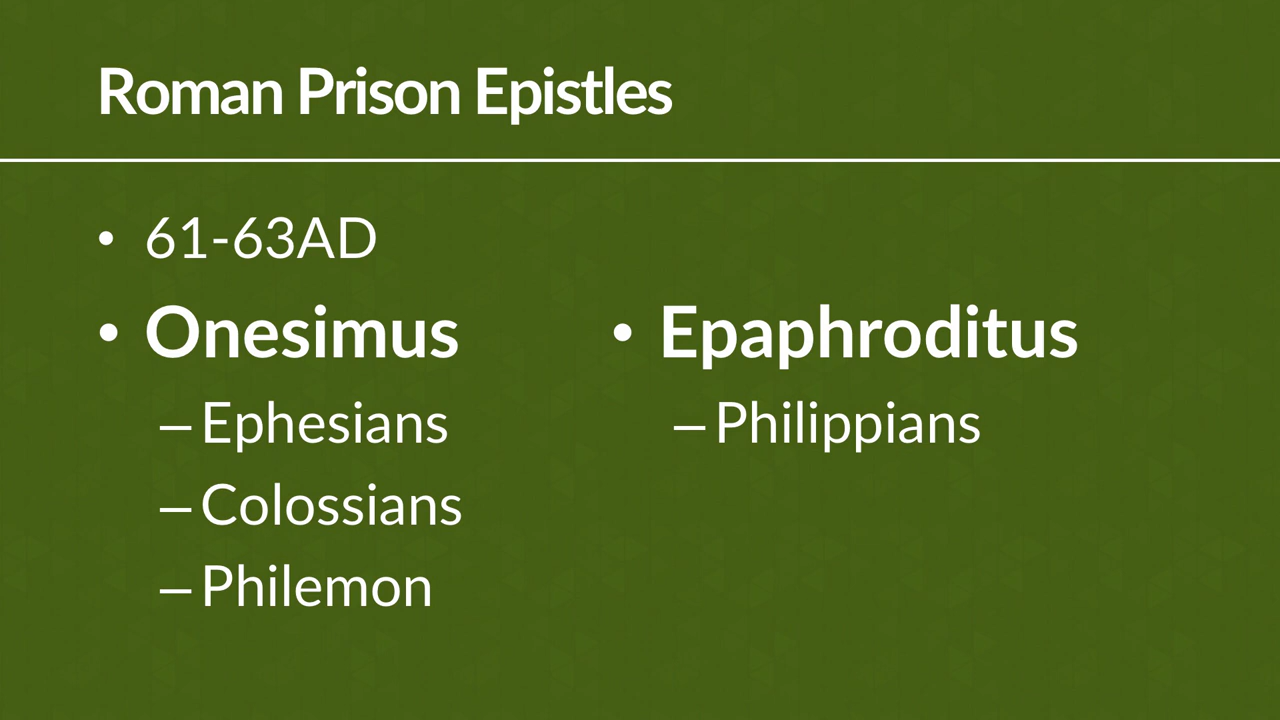 Roman Prison Epistles
• 61-63AD
• Onesimus
– Ephesians
– Colossians
– Philemon
• Epaphroditus
– Philippians